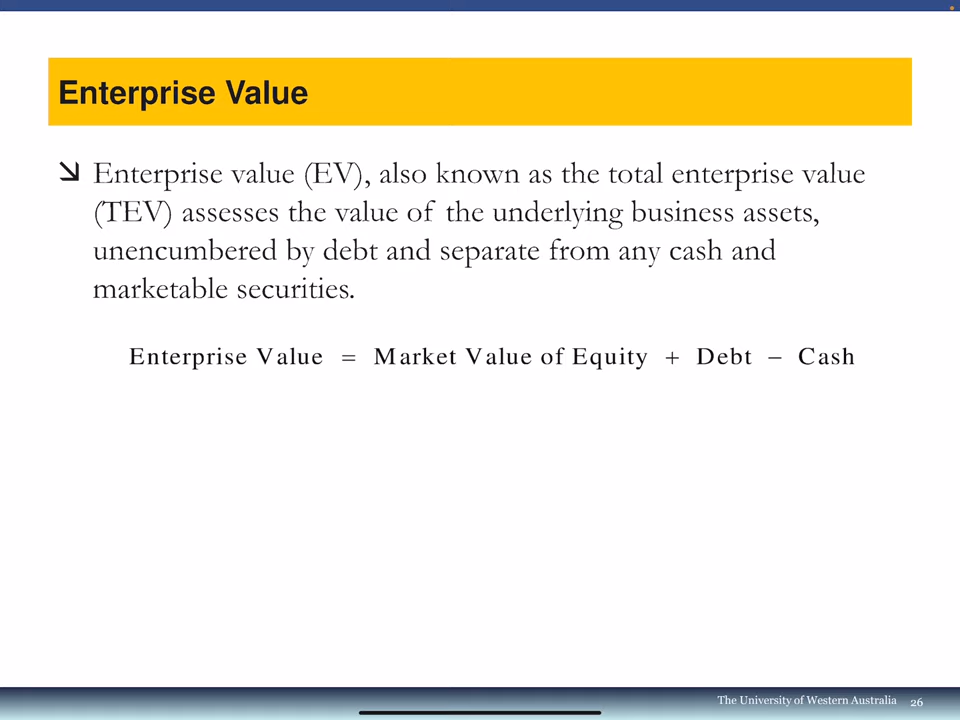 Enterprise Value
Enterprise value (EV), also known as the total enterprise value
(TEV) assesses the value of the underlying business assets,
unencumbered by debt and separate from any cash and
marketable securities.
Enterprise Value = Market Value of Equity + Debt − Cash
The University of Western Australia 26